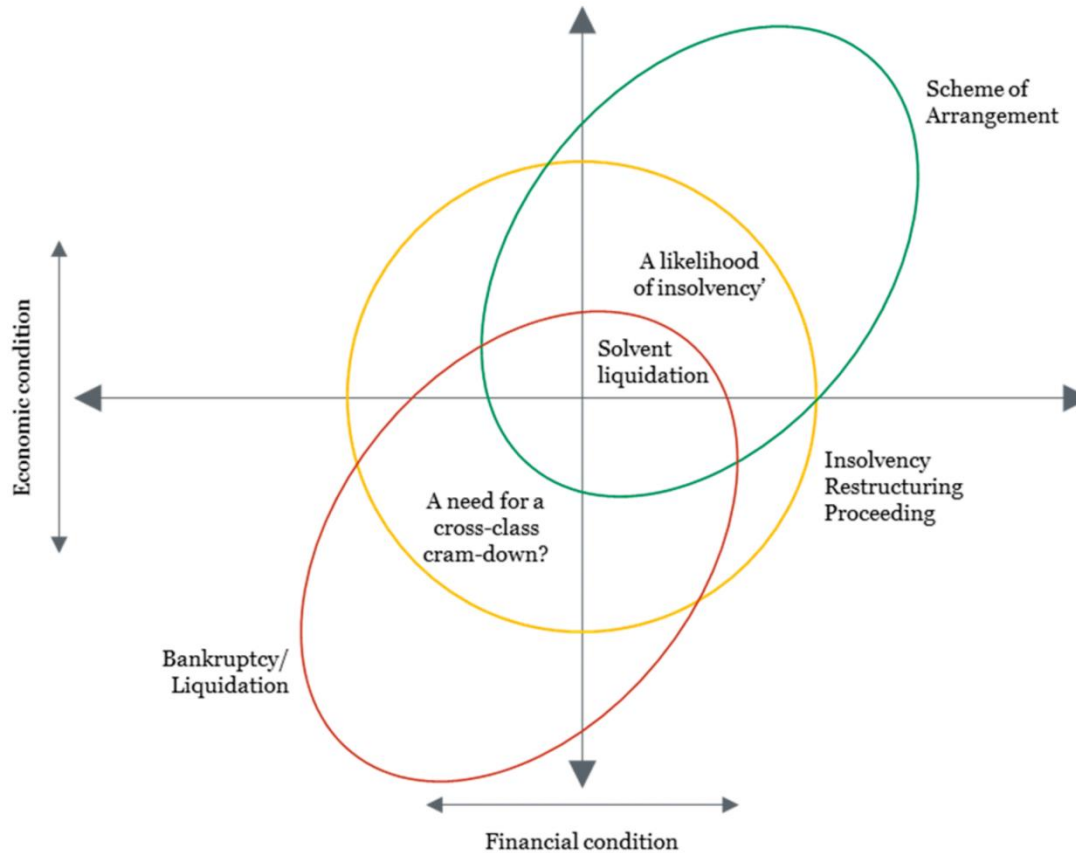 Scheme of
Arrangement
A likelihood
of insolvency’
Solvent
liquidation
Economic condition
Insolvency
Restructuring
Proceeding
A need for a
cross-class
cram-down?
Bankruptcy/
Liquidation
Financial condition